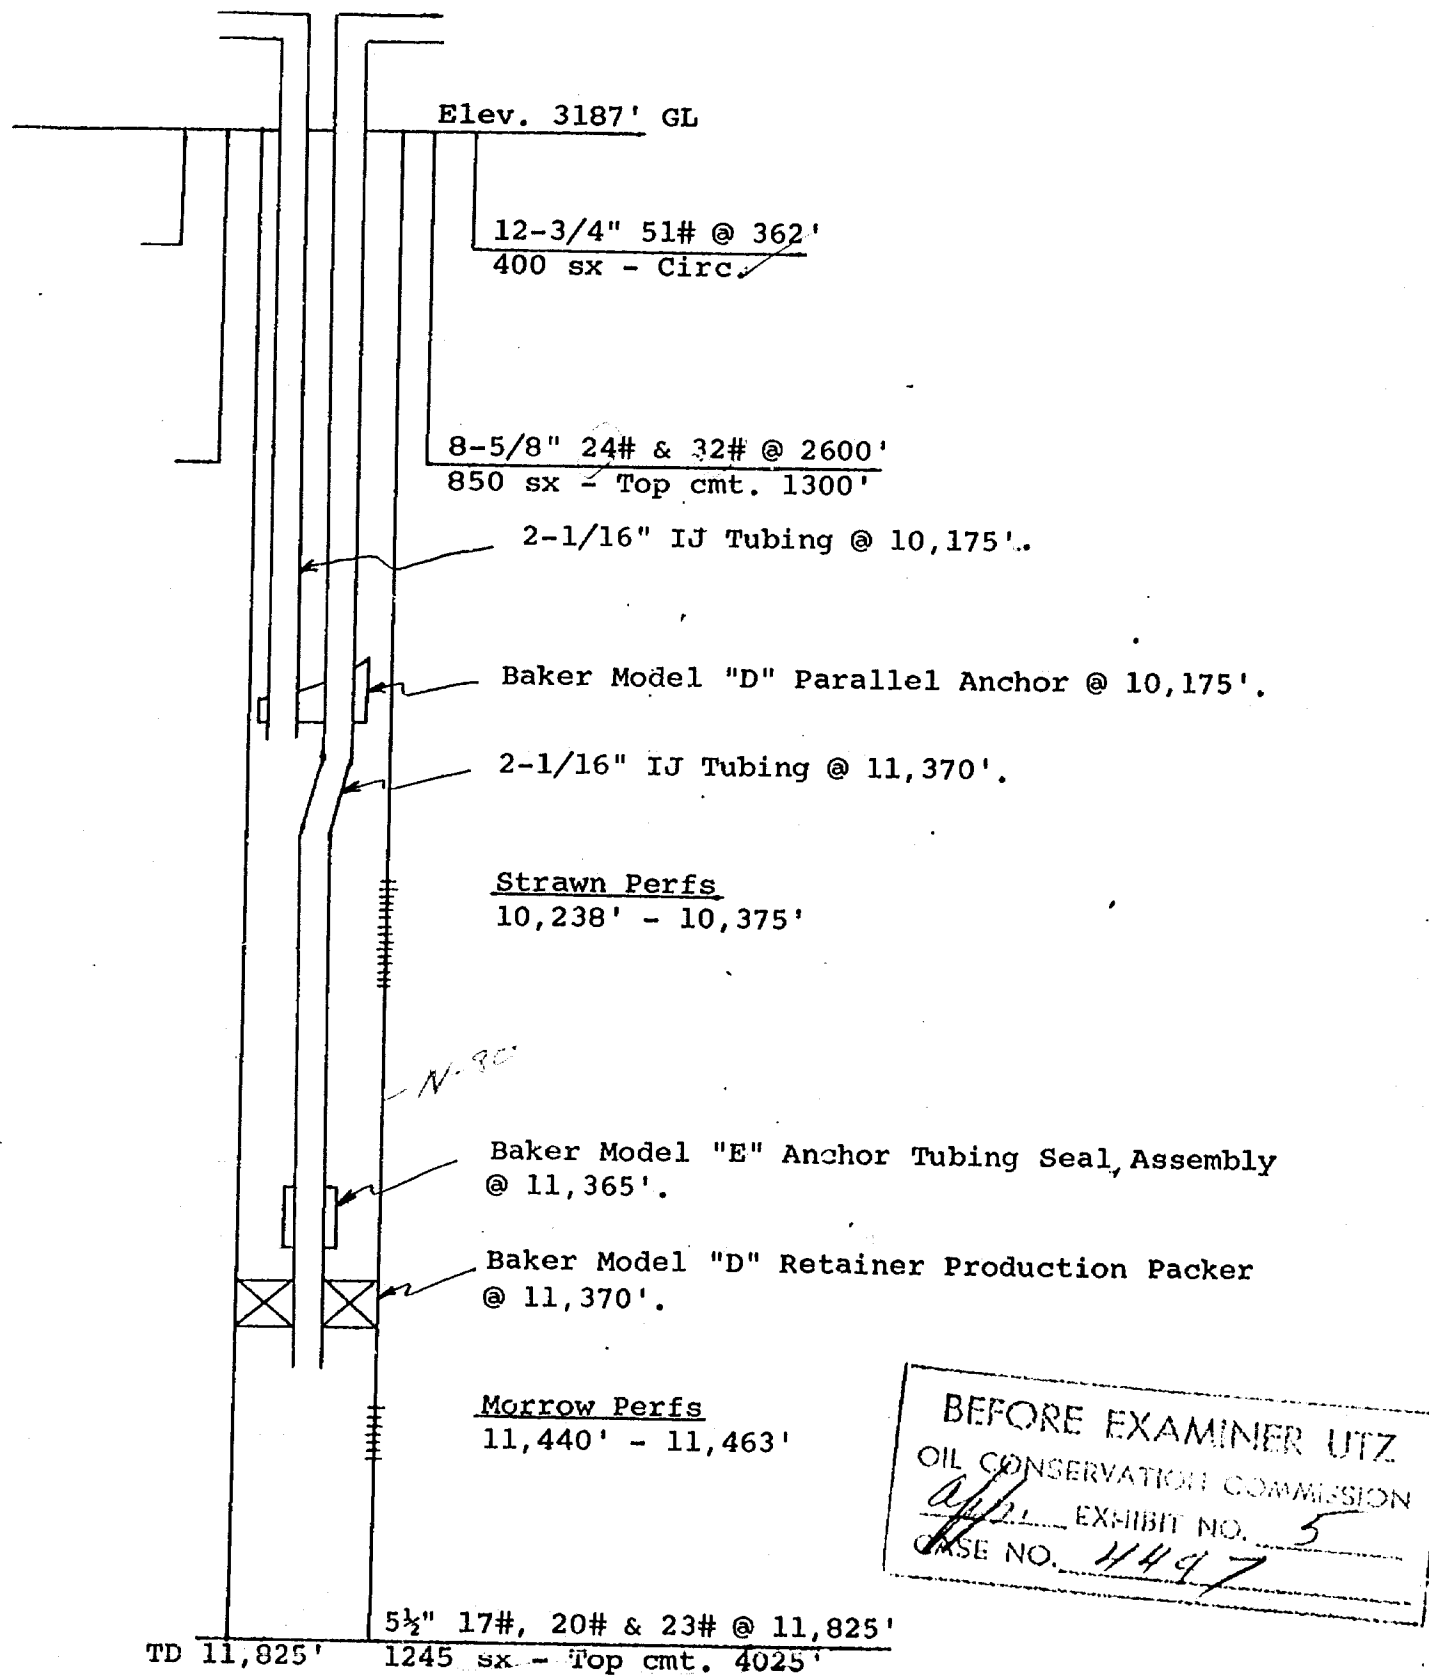 Elev. 3187' GL
12-3/4" 51# @ 362'
400 sx - Circ.
8-5/8" 24# & 32# @ 2600'
850 sx - Top cmt. 1300'
2-1/16" IJ Tubing @ 10,175'.
Baker Model "D" Parallel Anchor @ 10,175'.
2-1/16" IJ Tubing @ 11,370'.
Strawn Perfs
10,238' - 10,375'
N-80
Baker Model "E" Anchor Tubing Seal Assembly
@ 11,365'.
Baker Model "D" Retainer Production Packer
@ 11,370'.
Morrow Perfs
11,440' - 11,463'
BEFORE EXAMINER UTZ
OIL CONSERVATION COMMISSION
EXHIBIT NO. 5
CASE NO. 4497
5½" 17#, 20# & 23# @ 11,825'
TD 11,825' 1245 sx - Top cmt. 4025'